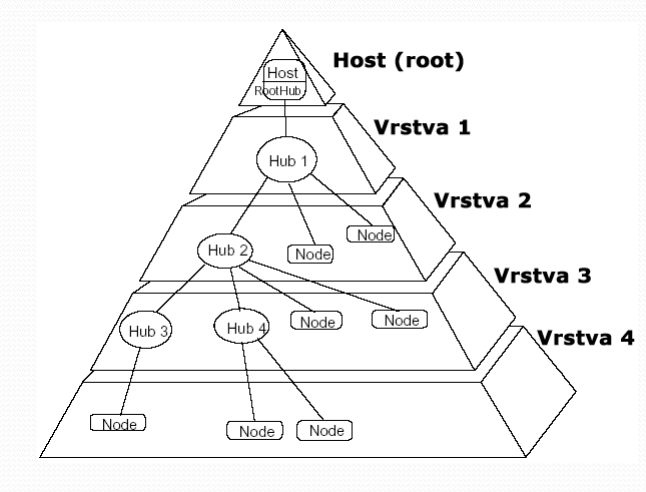 Host (root)
Host
RootHub
Vrstva 1
Hub 1
Vrstva 2
Node
Hub 2
Node
Vrstva 3
Node
Node
Hub 3
Hub 4
Vrstva 4
Node
Node
Node